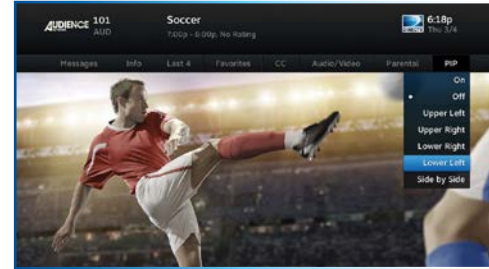 AUDIENCE 101
AUD
Soccer
7:00p - 8:00p, No Rating
DIRECTV
6:18p
Thu 3/4
Messages Info Last 4 Favorites CC Audio/Video Parental PIP
On
• Off
Upper Left
Upper Right
Lower Right
Lower Left
Side by Side